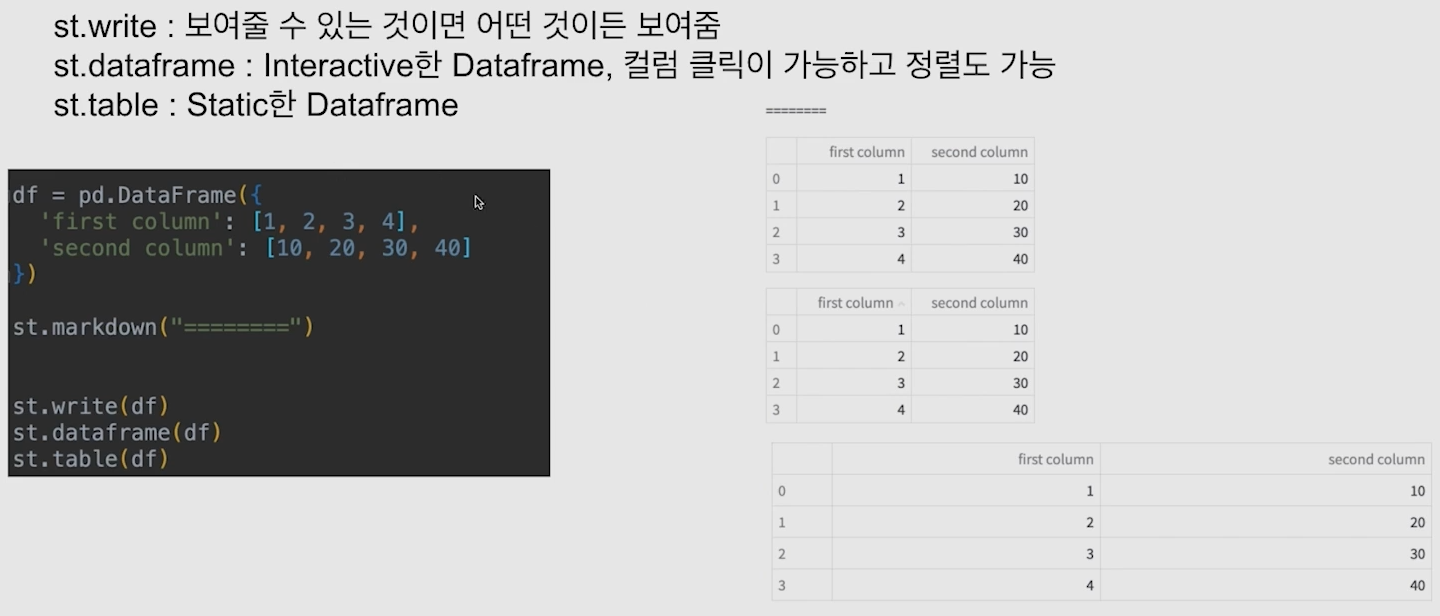 st.write : 보여줄 수 있는 것이면 어떤 것이든 보여줌
st.dataframe : Interactive한 Dataframe, 컬럼 클릭이 가능하고 정렬도 가능
st.table : Static한 Dataframe
df = pd.DataFrame({
'first column': [1, 2, 3, 4],
'second column': [10, 20, 30, 40]
})
st.markdown("========")
st.write(df)
st.dataframe(df)
st.table(df)
========
first column second column
0 1 10
1 2 20
2 3 30
3 4 40
first column second column
0 1 10
1 2 20
2 3 30
3 4 40
first column second column
0 1 10
1 2 20
2 3 30
3 4 40